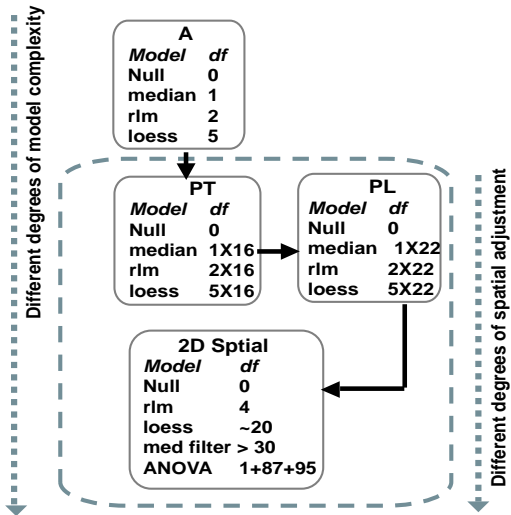 Different degrees of model complexity
A
Model df
Null 0
median 1
rlm 2
loess 5
PT
Model df
Null 0
median 1X16
rlm 2X16
loess 5X16
PL
Model df
Null 0
median 1X22
rlm 2X22
loess 5X22
2D Sptial
Model df
Null 0
rlm 4
loess ~20
med filter > 30
ANOVA 1+87+95
Different degrees of spatial adjustment